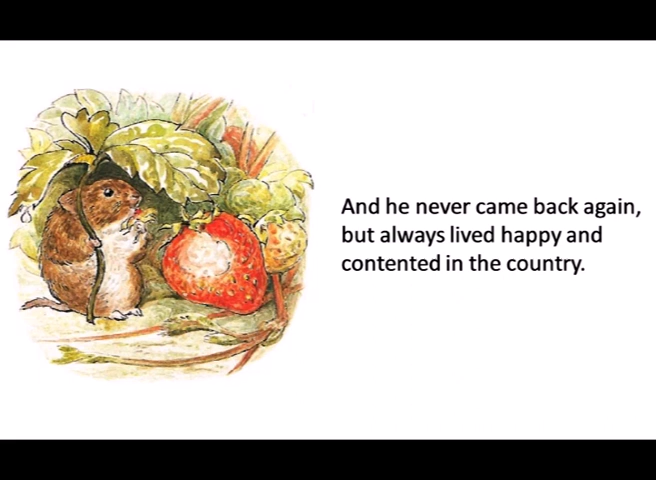 And he never came back again,
but always lived happy and
contented in the country.